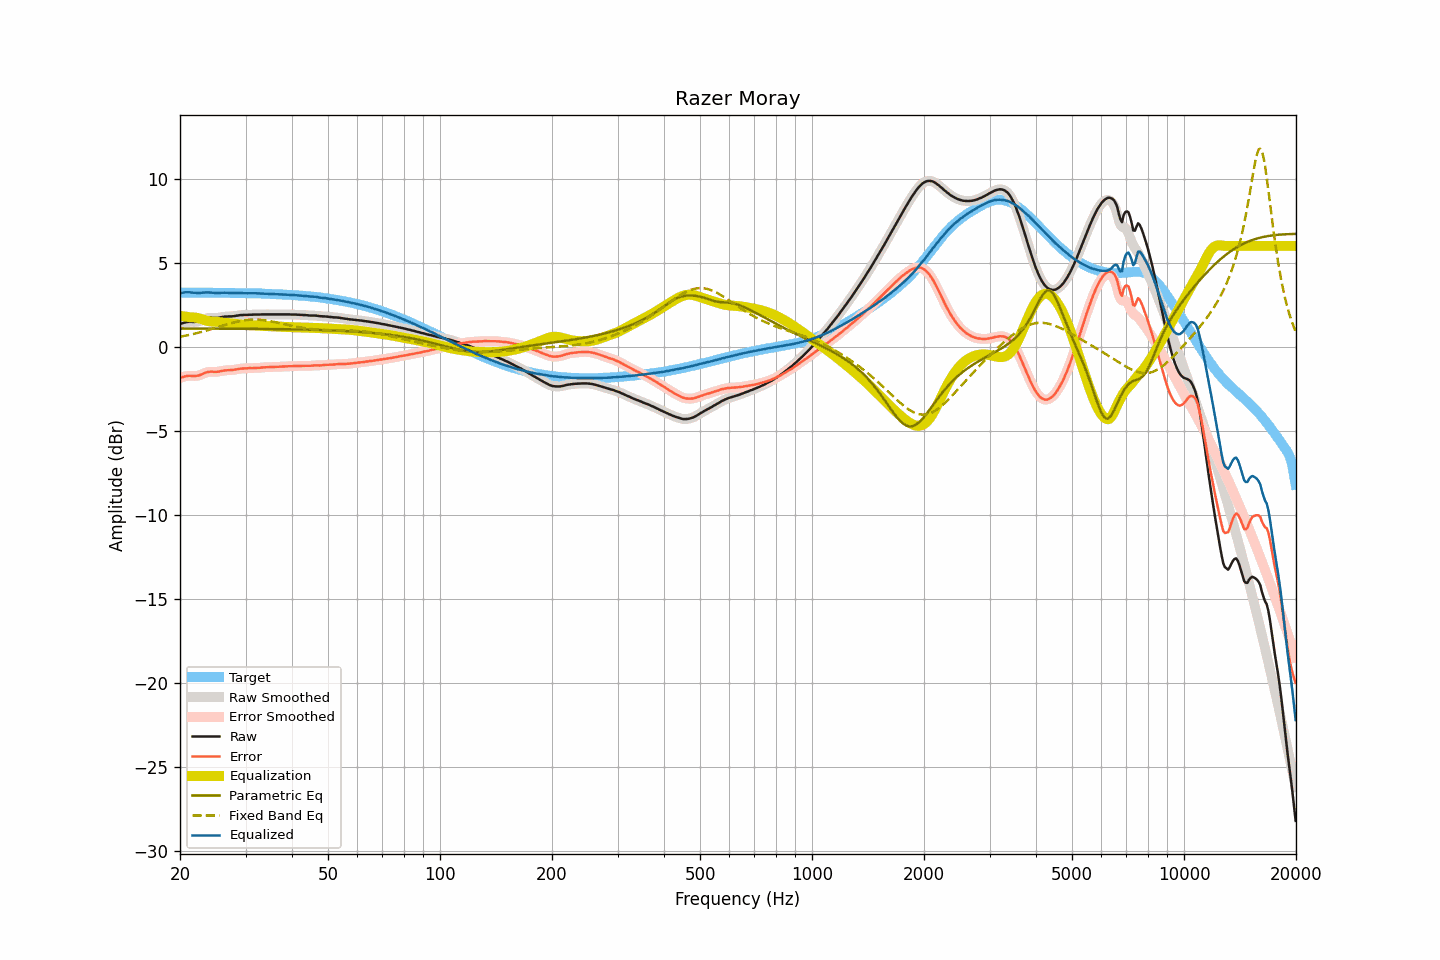 Razer Moray
Amplitude (dBr)
10
5
0
−5
−10
−15
−20
−25
−30
Target
Raw Smoothed
Error Smoothed
Raw
Error
Equalization
Parametric Eq
Fixed Band Eq
Equalized
20 50 100 200 500 1000 2000 5000 10000 20000
Frequency (Hz)